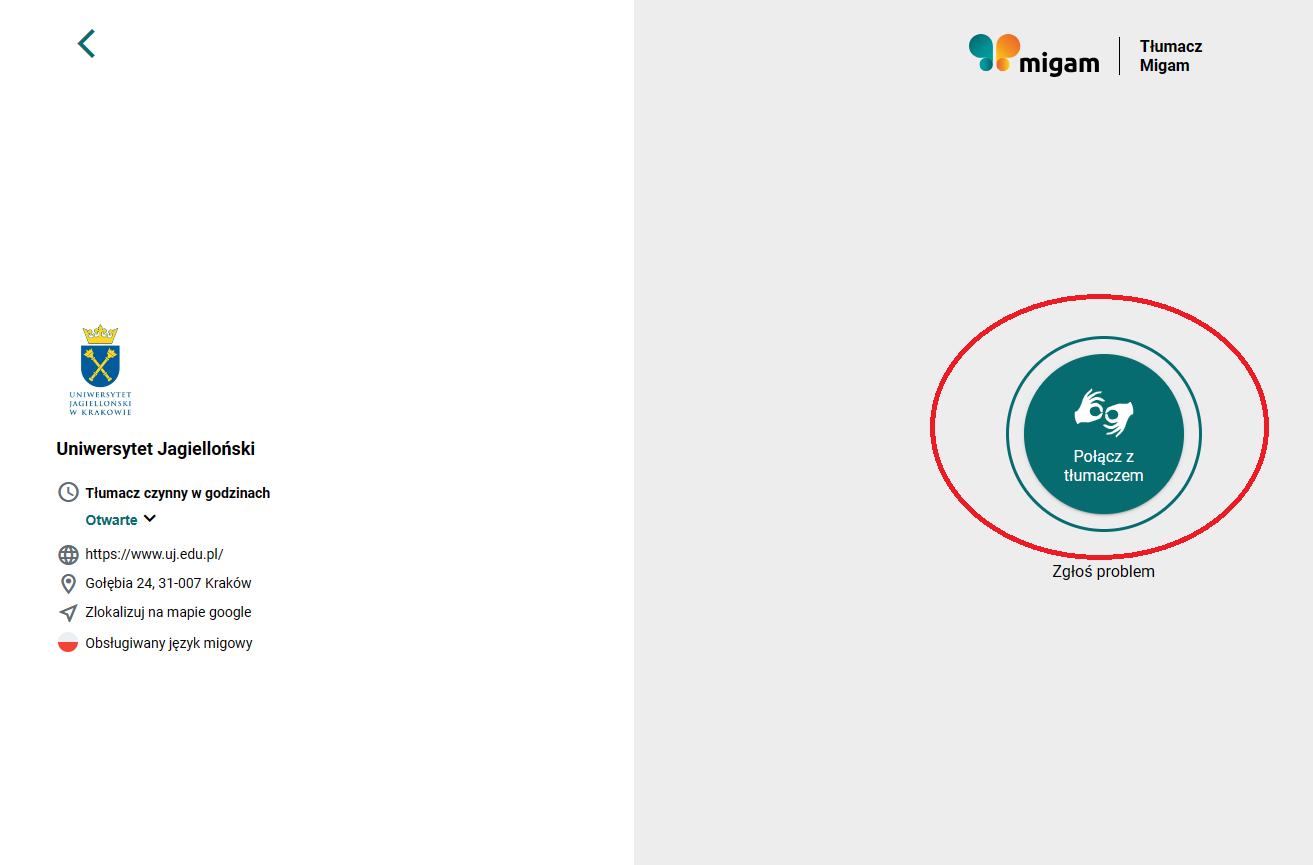 migam
Tłumacz
Migam
UNIWERSYTET
JAGIELLOŃSKI
W KRAKOWIE
Uniwersytet Jagielloński
Tłumacz czynny w godzinach
Otwarte
https://www.uj.edu.pl/
Gołębia 24, 31-007 Kraków
Zlokalizuj na mapie google
Obsługiwany język migowy
Połącz z
tłumaczem
Zgłoś problem